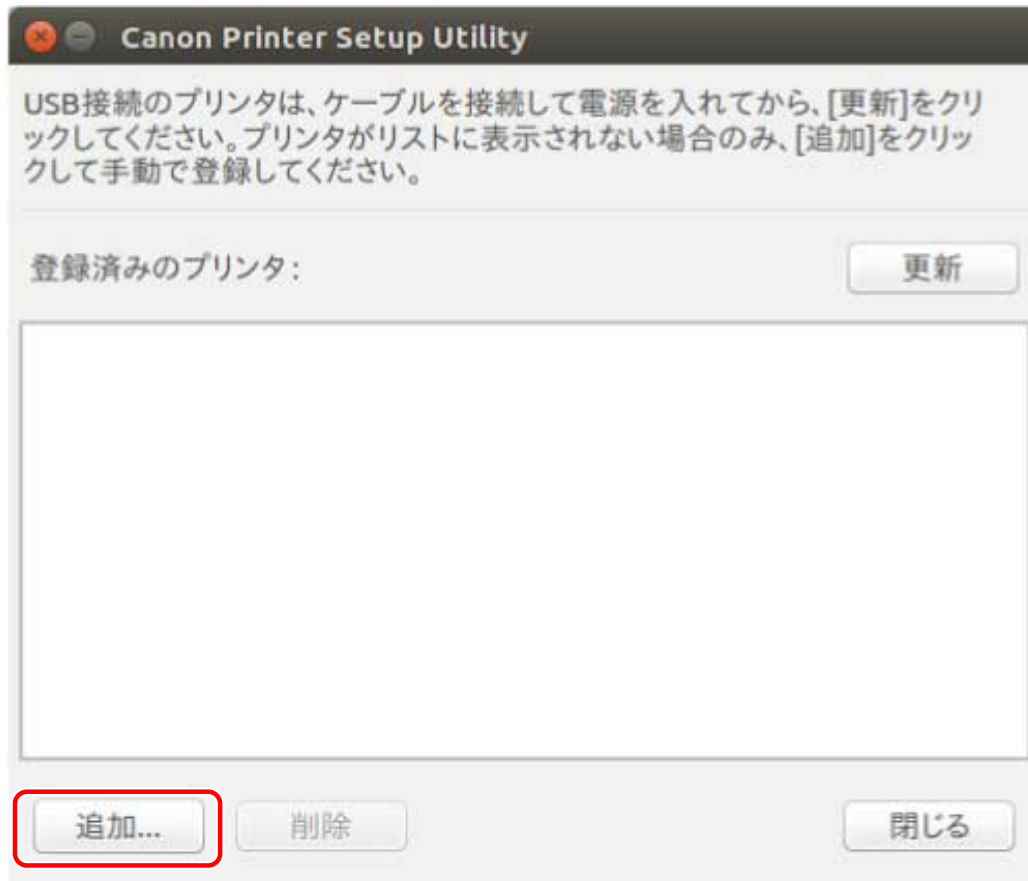 Canon Printer Setup Utility
USB接続のプリンタは、ケーブルを接続して電源を入れてから、[更新]をクリ
ックしてください。プリンタがリストに表示されない場合のみ、[追加]をクリッ
クして手動で登録してください。
登録済みのプリンタ:
更新
追加...
削除
閉じる